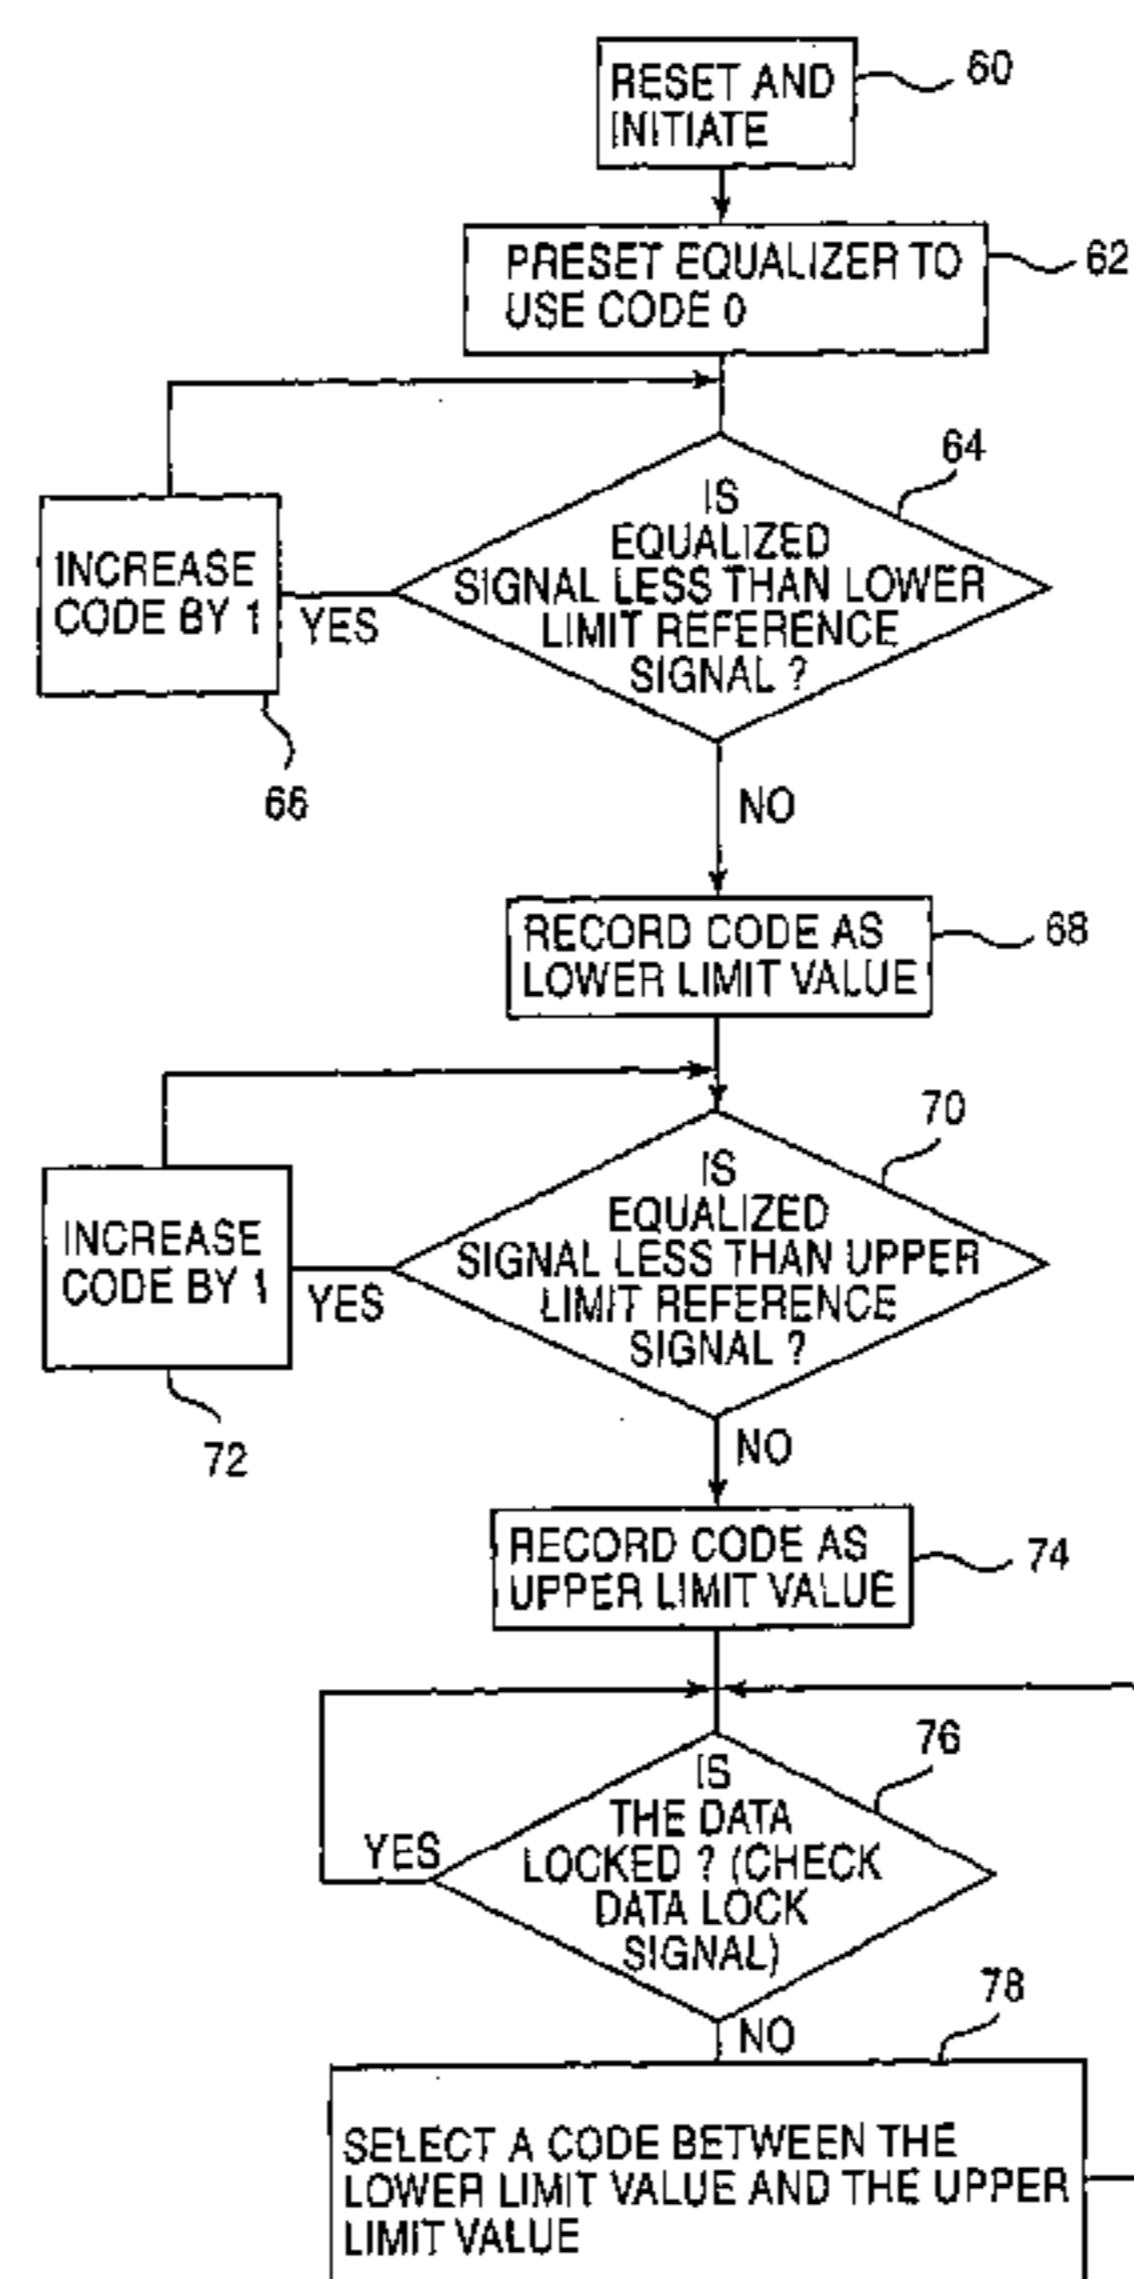 RESET AND
INITIATE
60
PRESET EQUALIZER TO
USE CODE 0
62
64
IS
EQUALIZED
SIGNAL LESS THAN LOWER
LIMIT REFERENCE
SIGNAL ?
INCREASE
CODE BY 1
YES
66
NO
RECORD CODE AS
LOWER LIMIT VALUE
68
70
IS
EQUALIZED
SIGNAL LESS THAN UPPER
LIMIT REFERENCE
SIGNAL ?
INCREASE
CODE BY 1
YES
72
NO
RECORD CODE AS
UPPER LIMIT VALUE
74
76
IS
THE DATA
LOCKED ? (CHECK
DATA LOCK
SIGNAL)
YES
NO
78
SELECT A CODE BETWEEN THE
LOWER LIMIT VALUE AND THE UPPER
LIMIT VALUE